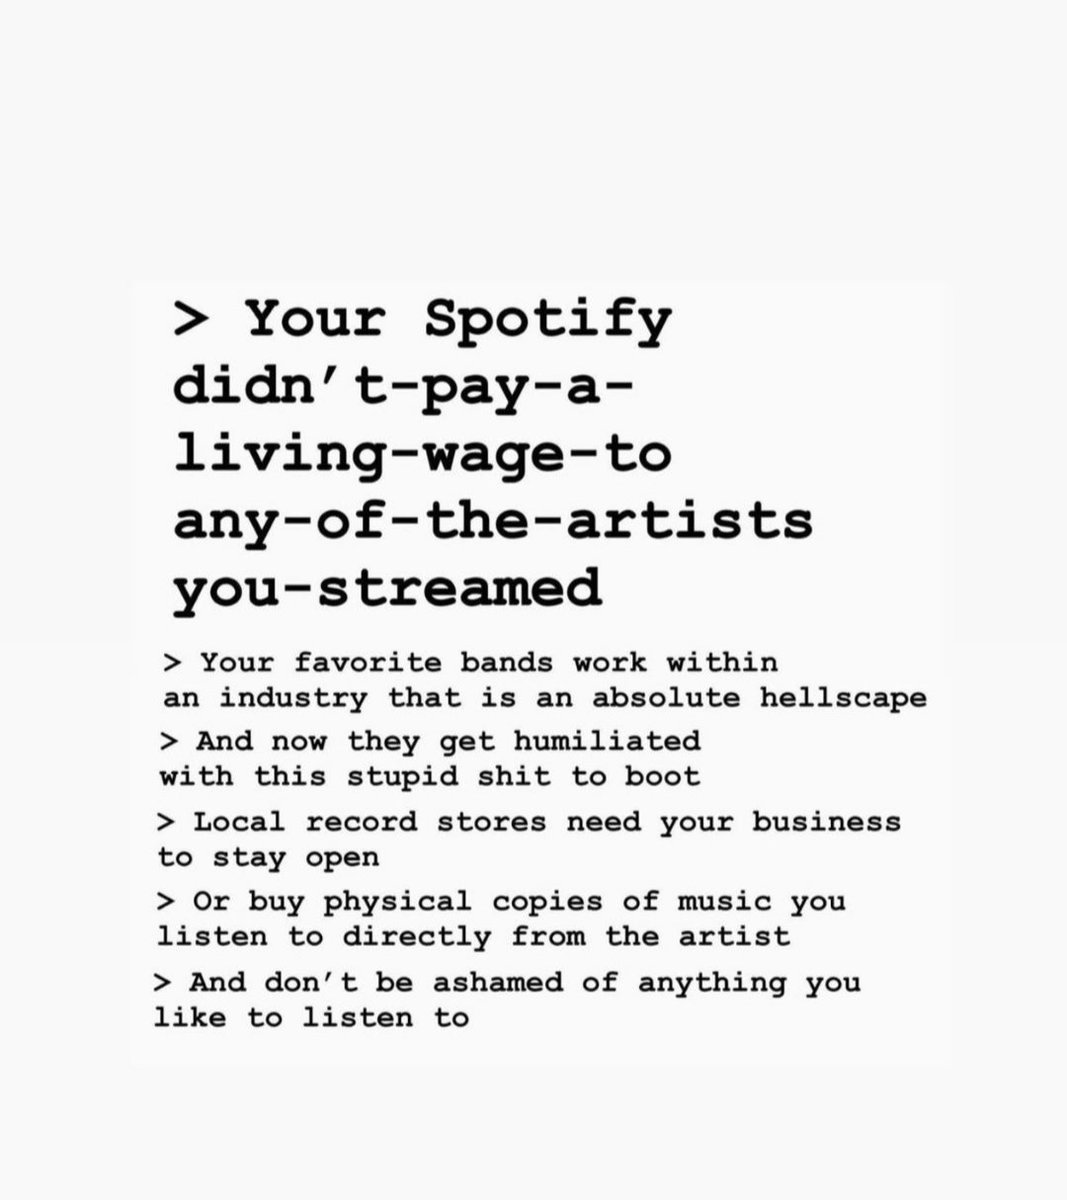 > Your Spotify
didn’t-pay-a-
living-wage-to
any-of-the-artists
you-streamed
> Your favorite bands work within
an industry that is an absolute hellscape
> And now they get humiliated
with this stupid shit to boot
> Local record stores need your business
to stay open
> Or buy physical copies of music you
listen to directly from the artist
> And don’t be ashamed of anything you
like to listen to